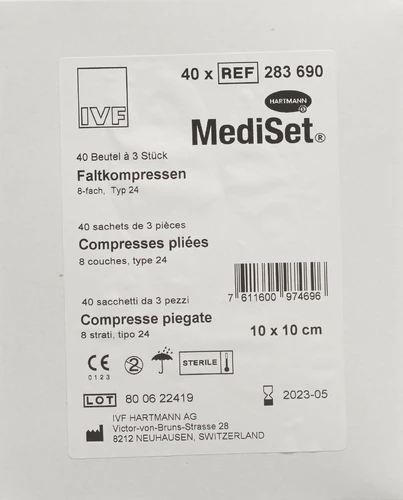 40 x REF 283 690
IVF
HARTMANN
MediSet®
40 Beutel à 3 Stück
Faltkompressen
8-fach, Typ 24
40 sachets de 3 pièces
Compresses pliées
8 couches, type 24
7 611600 974696
40 sacchetti da 3 pezzi
Compresse piegate
8 strati, tipo 24
10 x 10 cm
CE 0123
2
STERILE
LOT 80 06 22419
2023-05
IVF HARTMANN AG
Victor-von-Bruns-Strasse 28
8212 NEUHAUSEN, SWITZERLAND